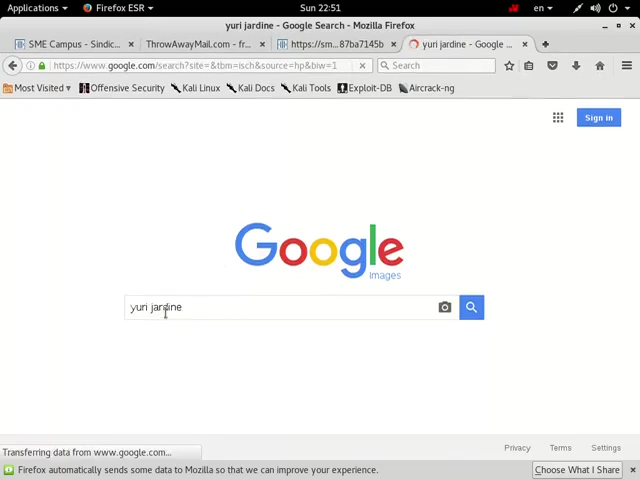 Applications Firefox ESR Sun 22:51 en
yuri jardine - Google Search - Mozilla Firefox
SME Campus - Sindic... ThrowAwayMail.com - fr... https://sm...87ba7145b yuri jardine - Google ...
https://www.google.com/search?site=&tbm=isch&source=hp&biw=1 Search
Most Visited Offensive Security Kali Linux Kali Docs Kali Tools Exploit-DB Aircrack-ng
Sign in
Google
Images
yuri jardine
Privacy Terms Settings
Transferring data from www.google.com...
Firefox automatically sends some data to Mozilla so that we can improve your experience. Choose What I Share